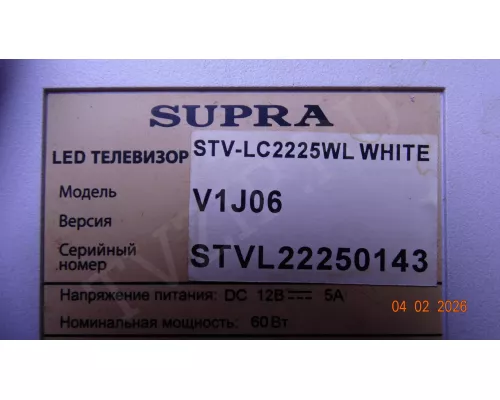 SUPRA
LED ТЕЛЕВИЗОР STV-LC2225WL WHITE
Модель
V1J06
Версия
Серийный номер STVL22250143
Напряжение питания: DC 12В 5А
Номинальная мощность: 60 Вт
04 02 2026